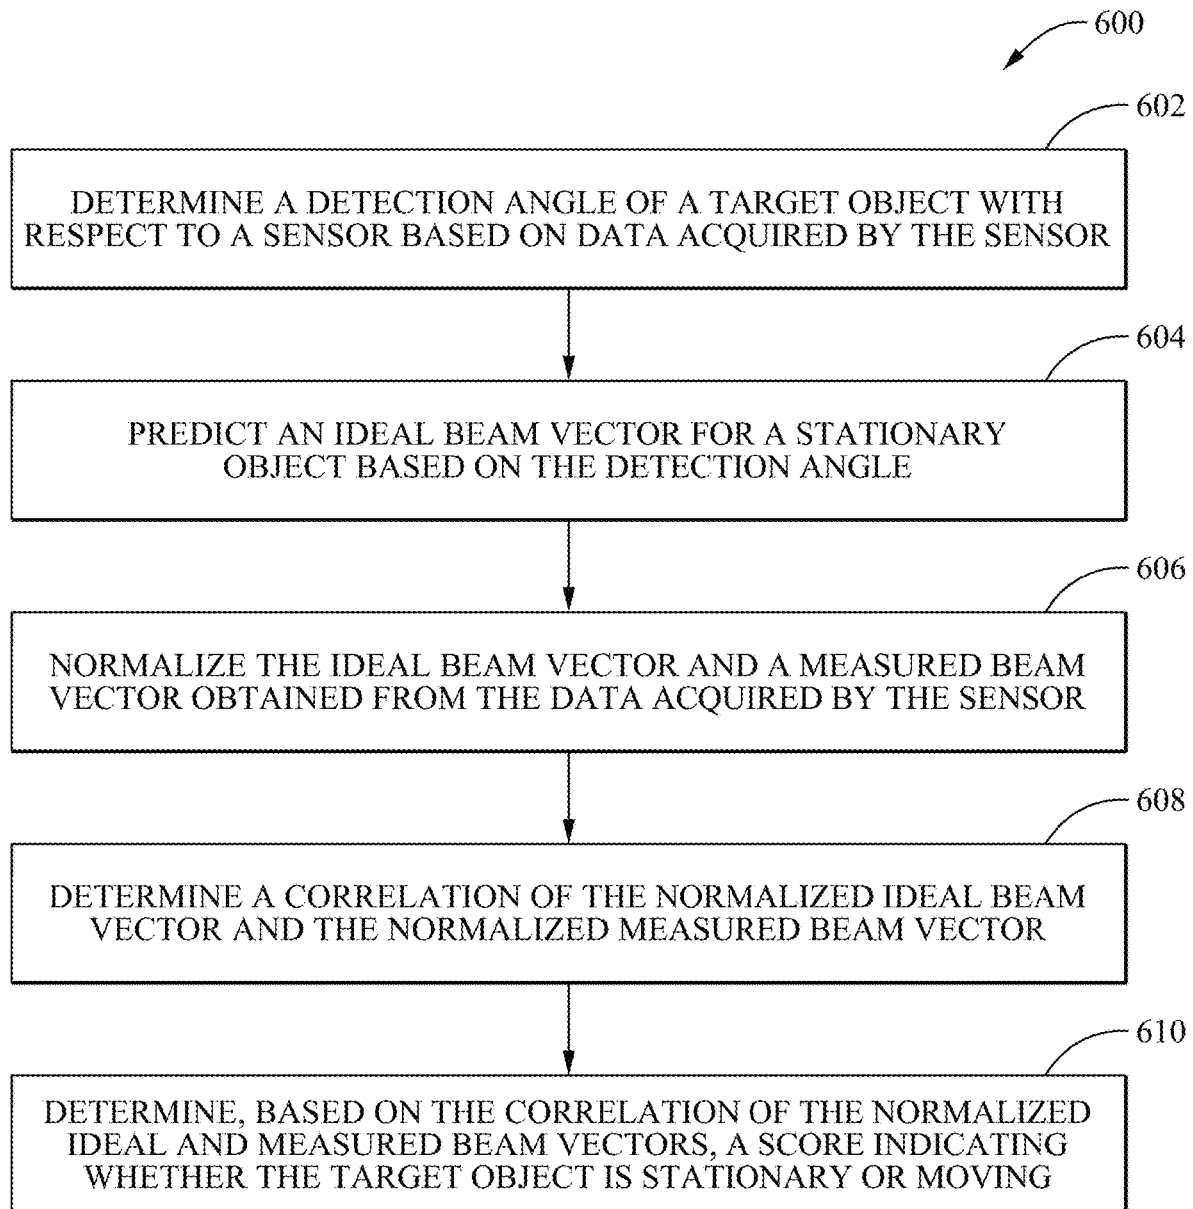 600
602
DETERMINE A DETECTION ANGLE OF A TARGET OBJECT WITH
RESPECT TO A SENSOR BASED ON DATA ACQUIRED BY THE SENSOR
604
PREDICT AN IDEAL BEAM VECTOR FOR A STATIONARY
OBJECT BASED ON THE DETECTION ANGLE
606
NORMALIZE THE IDEAL BEAM VECTOR AND A MEASURED BEAM
VECTOR OBTAINED FROM THE DATA ACQUIRED BY THE SENSOR
608
DETERMINE A CORRELATION OF THE NORMALIZED IDEAL BEAM
VECTOR AND THE NORMALIZED MEASURED BEAM VECTOR
610
DETERMINE, BASED ON THE CORRELATION OF THE NORMALIZED
IDEAL AND MEASURED BEAM VECTORS, A SCORE INDICATING
WHETHER THE TARGET OBJECT IS STATIONARY OR MOVING